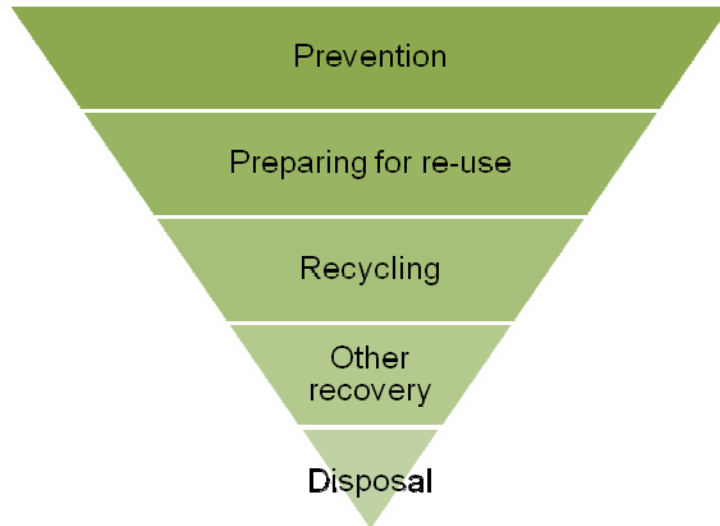 Prevention
Preparing for re-use
Recycling
Other
recovery
Disposal